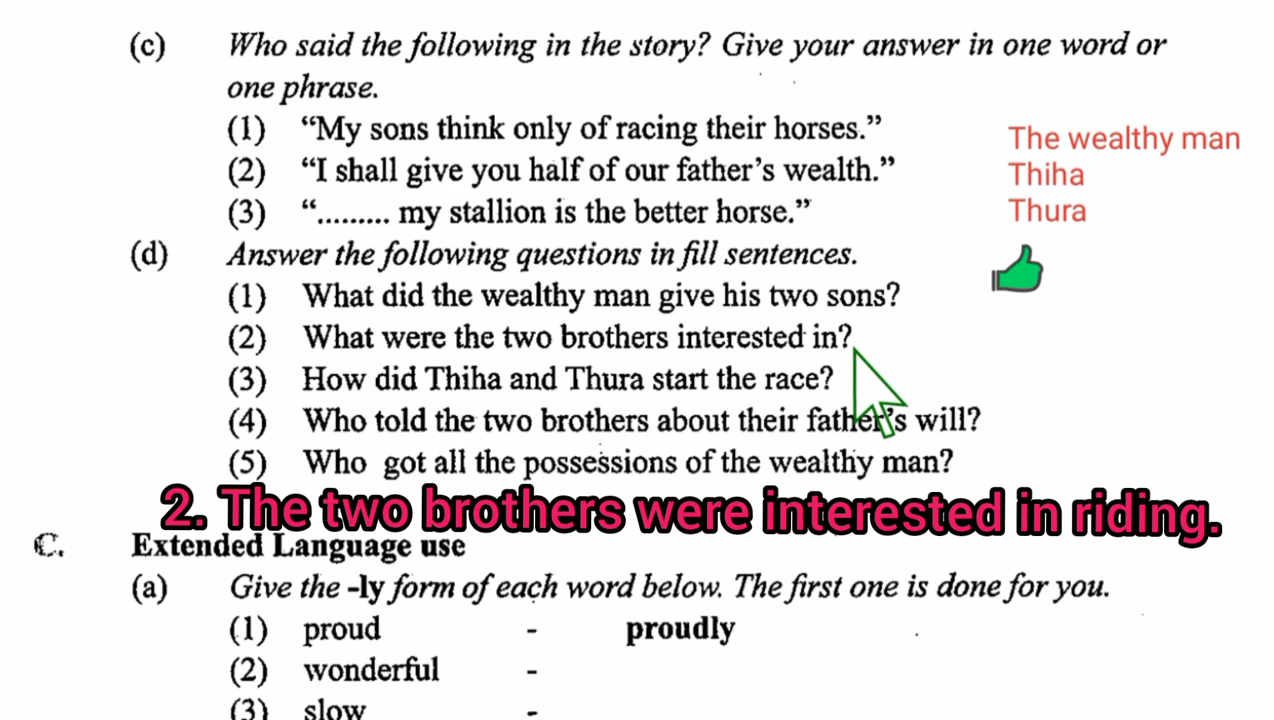 (c) Who said the following in the story? Give your answer in one word or
one phrase.
(1) “My sons think only of racing their horses.”
(2) “I shall give you half of our father’s wealth.”
(3) “......... my stallion is the better horse.”
The wealthy man
Thiha
Thura
(d) Answer the following questions in fill sentences.
(1) What did the wealthy man give his two sons?
(2) What were the two brothers interested in?
(3) How did Thiha and Thura start the race?
(4) Who told the two brothers about their father’s will?
(5) Who got all the possessions of the wealthy man?
2. The two brothers were interested in riding.
C. Extended Language use
(a) Give the -ly form of each word below. The first one is done for you.
(1) proud - proudly
(2) wonderful -
(3) slow -